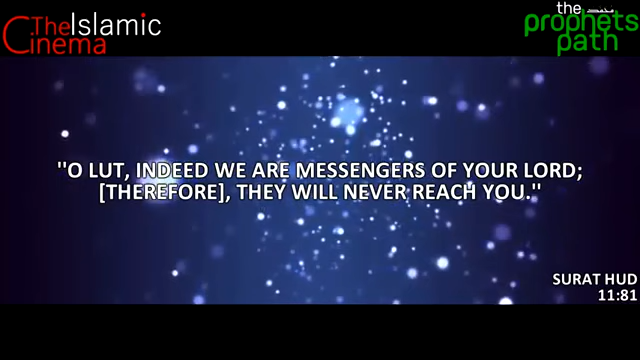 The Islamic
Cinema
the
prophets
path
"O LUT, INDEED WE ARE MESSENGERS OF YOUR LORD;
[THEREFORE], THEY WILL NEVER REACH YOU."
SURAT HUD
11:81